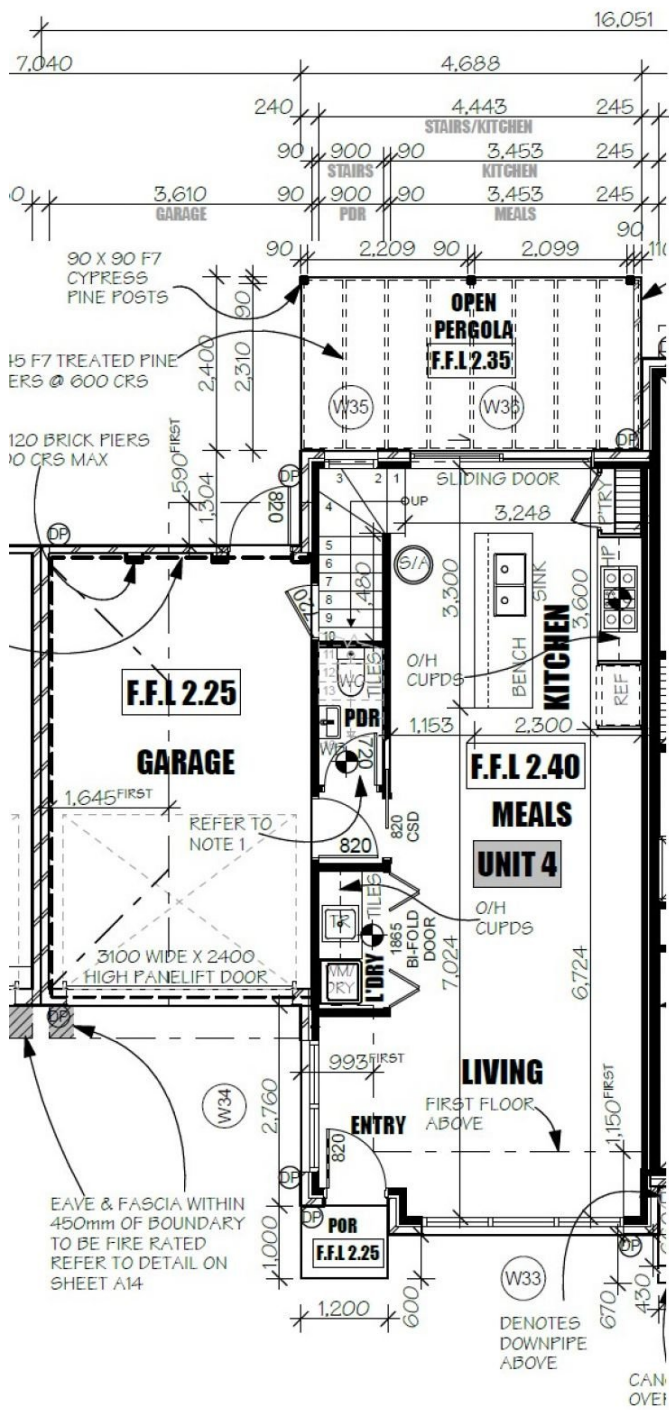 16,051
7,040
4,688
240
4,443
245
STAIRS/KITCHEN
90
900
90
3,453
245
STAIRS
KITCHEN
3,610
90
900
90
3,453
245
GARAGE
PDR
MEALS
90
90
2,209
90
2,099
90 X 90 F7
CYPRESS
PINE POSTS
OPEN
PERGOLA
F.F.L 2.35
90
2,400
2,310
45 F7 TREATED PINE
ERS @ 600 CRS
W35
W36
120 BRICK PIERS
00 CRS MAX
DP
590 FIRST
1,304
DP
820
3
2
1
SLIDING DOOR
P'TRY
4
UP
3,248
DP
5
6
7
8
9
10
11
12
13
720
S/A
3,300
SINK
3,600
HP
BENCH
KITCHEN
O/H
CUPDS
REF
TILES
WC
F.F.L 2.25
PDR
1,153
2,300
GARAGE
720
F.F.L 2.40
MEALS
1,645 FIRST
REFER TO
NOTE 1
820
820
CSD
UNIT 4
TILES
TR
O/H
CUPDS
1865
BI-FOLD
DOOR
7,024
6,724
3100 WIDE X 2400
HIGH PANELIFT DOOR
WM/
DRY
L'DRY
DP
DP
993 FIRST
LIVING
W34
2,760
FIRST FLOOR
ABOVE
1,150 FIRST
ENTRY
820
DP
EAVE & FASCIA WITHIN
450mm OF BOUNDARY
TO BE FIRE RATED
REFER TO DETAIL ON
SHEET A14
DP
POR
F.F.L 2.25
DP
1,000
W33
600
670
430
1,200
DENOTES
DOWNPIPE
ABOVE